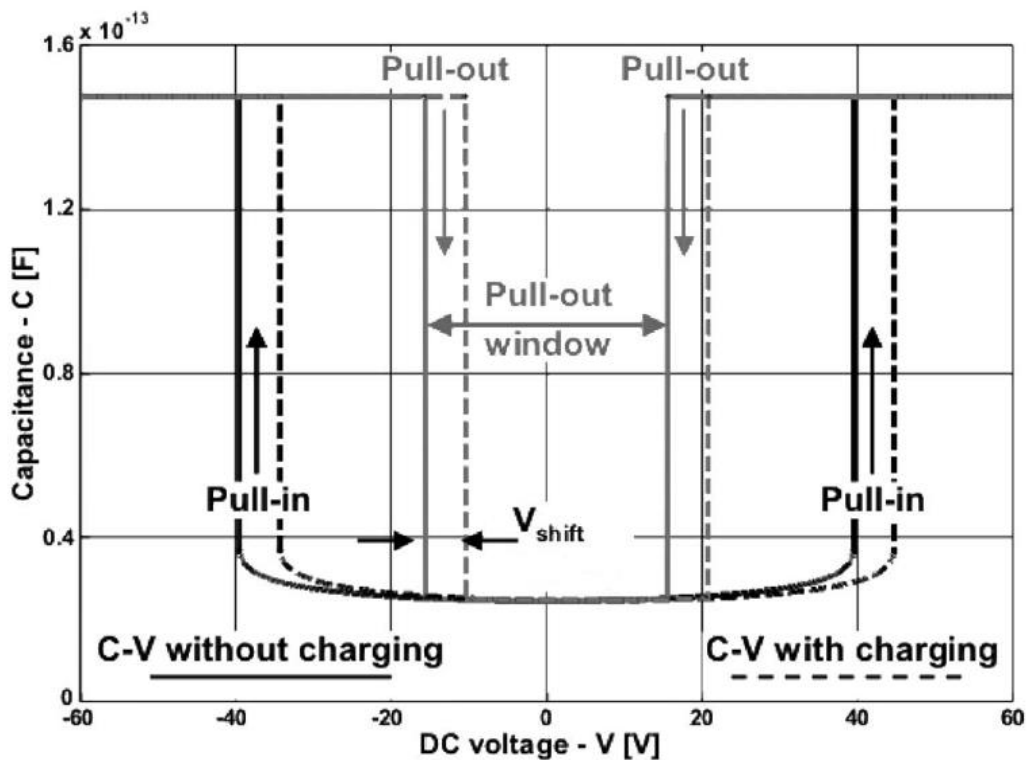 1.6 x 10^-13
Pull-out Pull-out
1.2
Capacitance - C [F]
Pull-out
window
0.8
Pull-in Pull-in
V_shift
0.4
C-V without charging C-V with charging
0
-60 -40 -20 0 20 40 60
DC voltage - V [V]